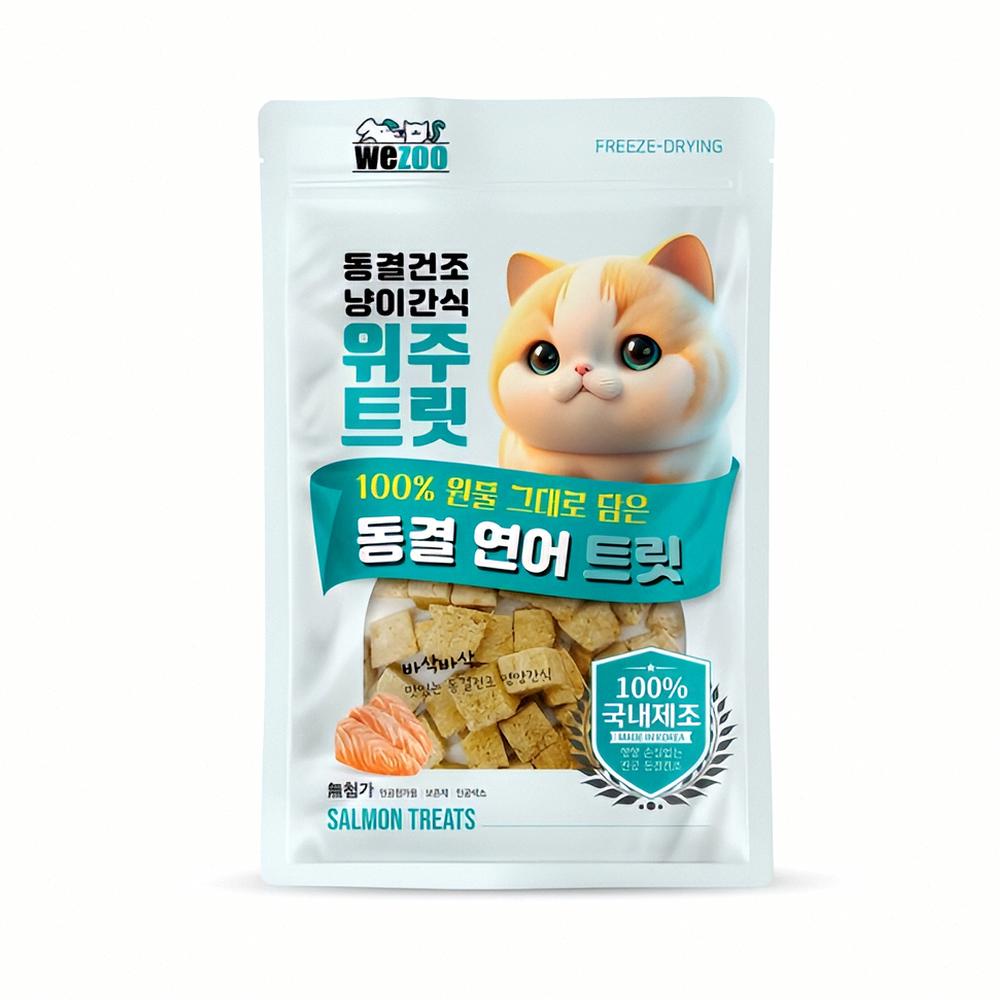 wezoo
FREEZE-DRYING
동결건조
냥이간식
위주
트릿
100% 원물 그대로 담은
동결 연어 트릿
바삭바삭
맛있는 동결건조 영양간식
100%
국내제조
MADE IN KOREA
無첨가
SALMON TREATS